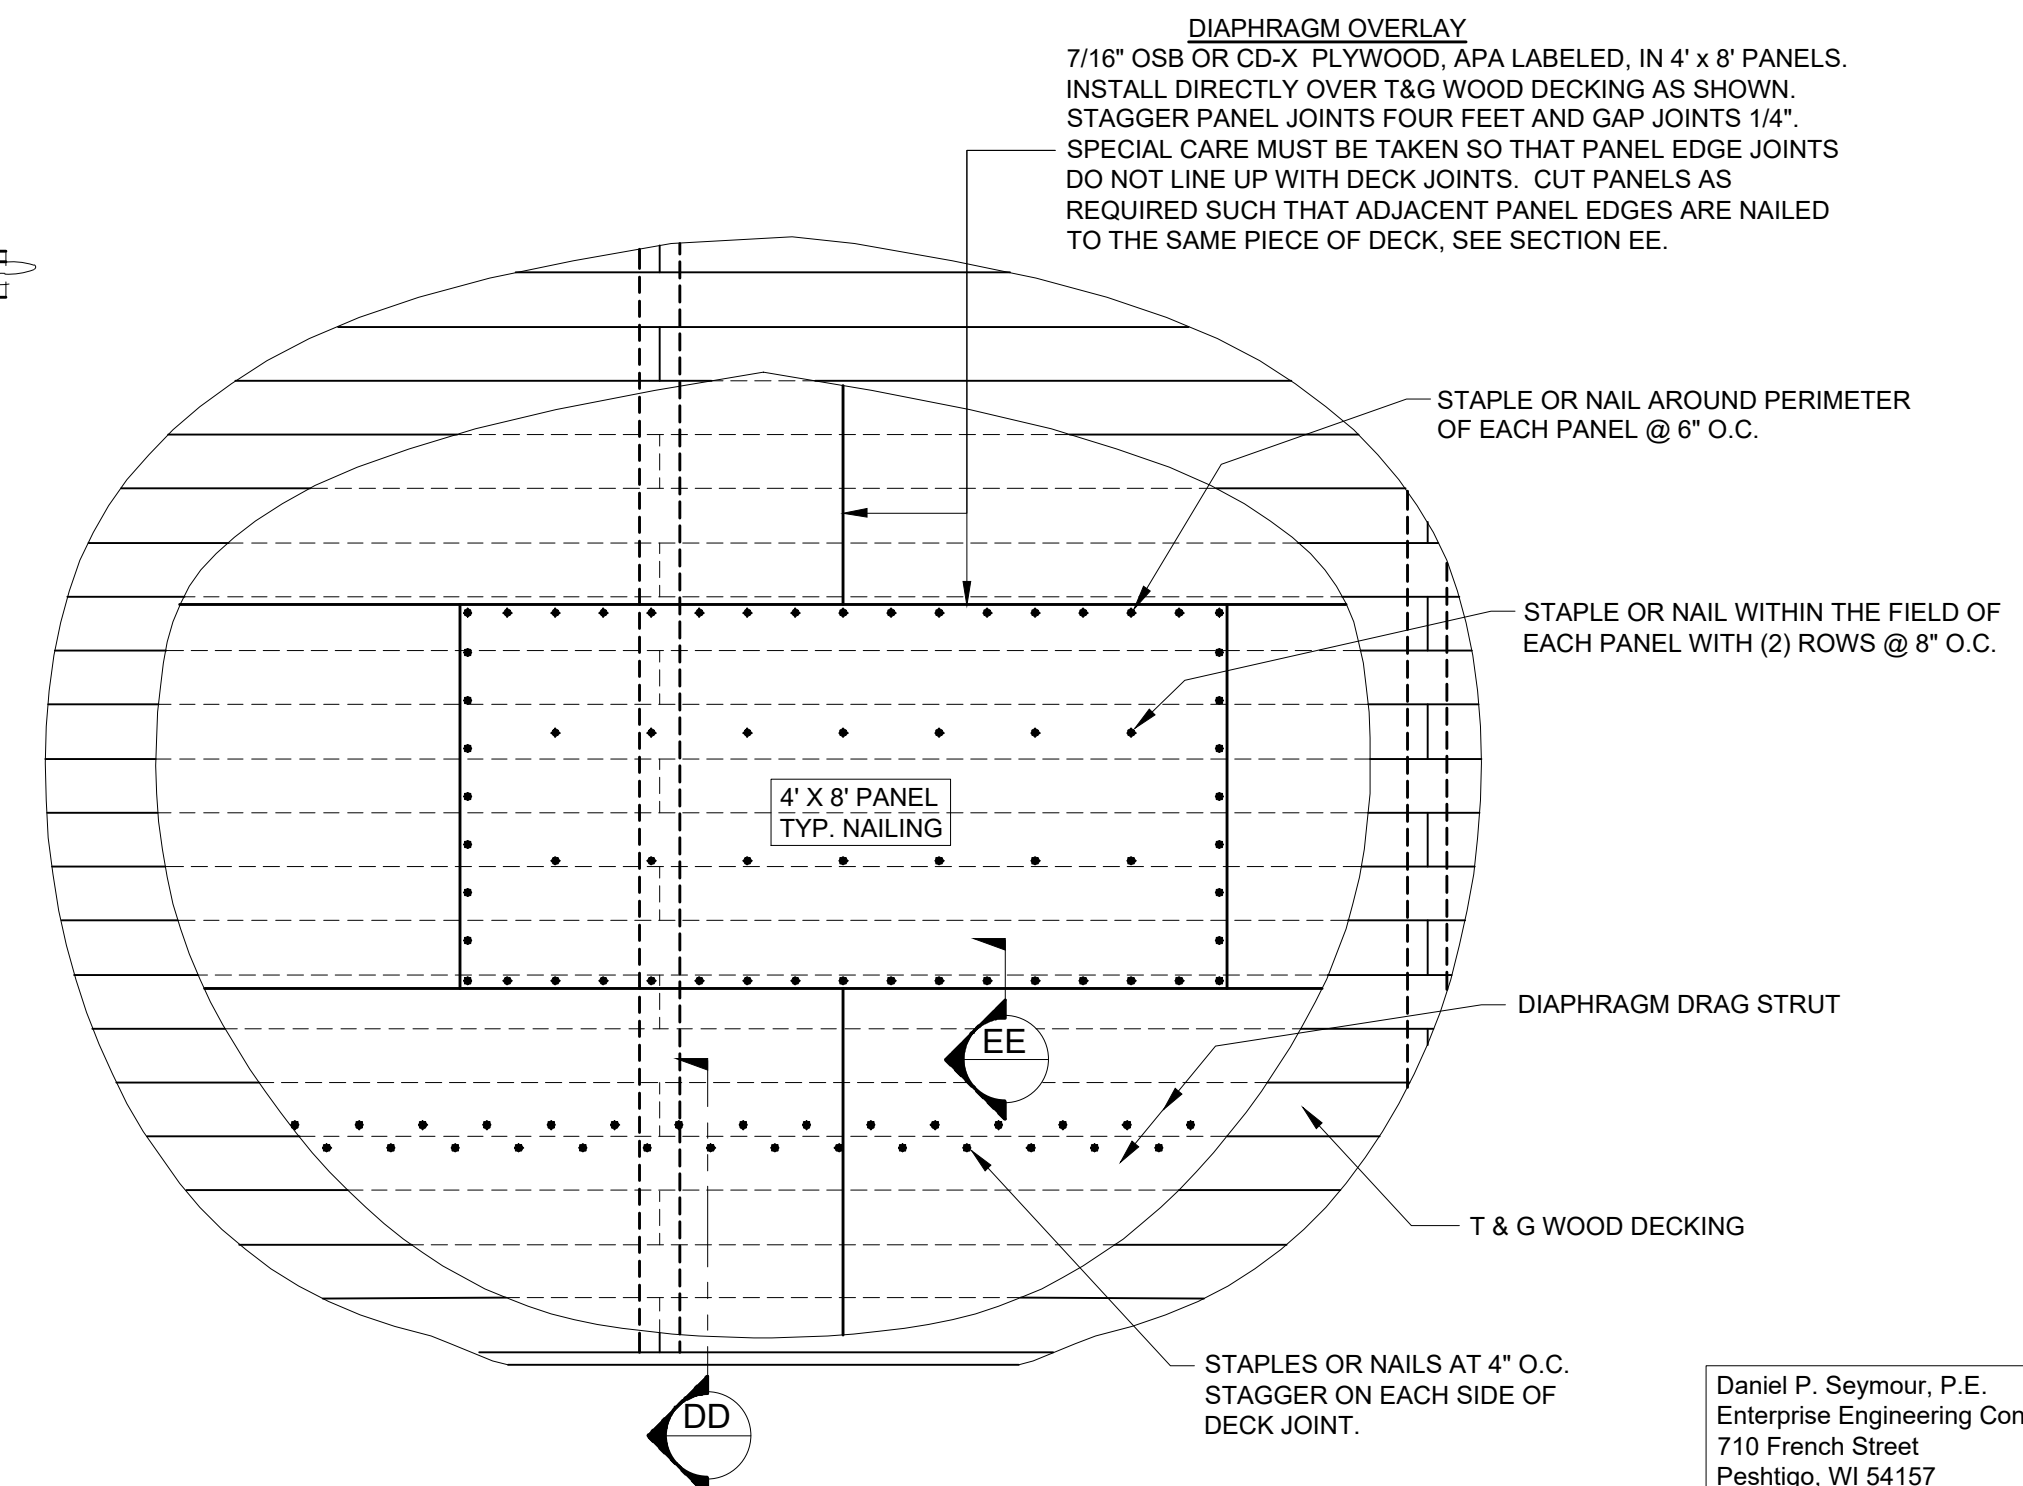 DIAPHRAGM OVERLAY
7/16" OSB OR CD-X PLYWOOD, APA LABELED, IN 4' x 8' PANELS.
INSTALL DIRECTLY OVER T&G WOOD DECKING AS SHOWN.
STAGGER PANEL JOINTS FOUR FEET AND GAP JOINTS 1/4".
SPECIAL CARE MUST BE TAKEN SO THAT PANEL EDGE JOINTS
DO NOT LINE UP WITH DECK JOINTS. CUT PANELS AS
REQUIRED SUCH THAT ADJACENT PANEL EDGES ARE NAILED
TO THE SAME PIECE OF DECK, SEE SECTION EE.
STAPLE OR NAIL AROUND PERIMETER
OF EACH PANEL @ 6" O.C.
STAPLE OR NAIL WITHIN THE FIELD OF
EACH PANEL WITH (2) ROWS @ 8" O.C.
4' X 8' PANEL
TYP. NAILING
DIAPHRAGM DRAG STRUT
EE
T & G WOOD DECKING
STAPLES OR NAILS AT 4" O.C.
STAGGER ON EACH SIDE OF
DECK JOINT.
DD
Daniel P. Seymour, P.E.
Enterprise Engineering Con
710 French Street
Peshtigo, WI 54157